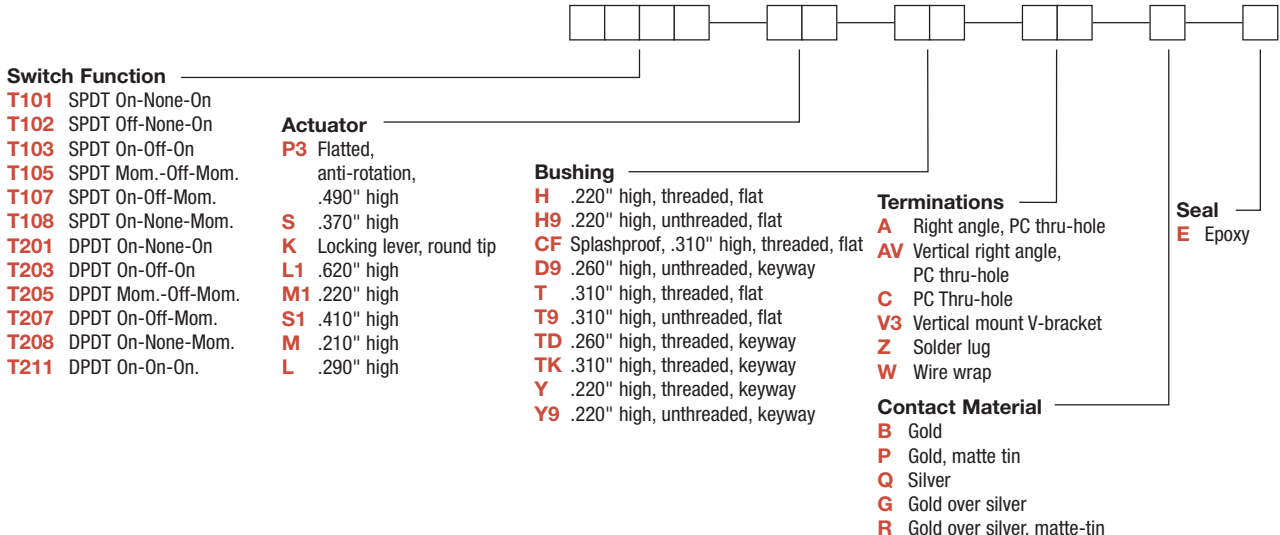 Switch Function
T101 SPDT On-None-On
T102 SPDT Off-None-On
T103 SPDT On-Off-On
T105 SPDT Mom.-Off-Mom.
T107 SPDT On-Off-Mom.
T108 SPDT On-None-Mom.
T201 DPDT On-None-On
T203 DPDT On-Off-On
T205 DPDT Mom.-Off-Mom.
T207 DPDT On-Off-Mom.
T208 DPDT On-None-Mom.
T211 DPDT On-On-On.
Actuator
P3 Flatted,
anti-rotation,
.490" high
S .370" high
K Locking lever, round tip
L1 .620" high
M1 .220" high
S1 .410" high
M .210" high
L .290" high
Bushing
H .220" high, threaded, flat
H9 .220" high, unthreaded, flat
CF Splashproof, .310" high, threaded, flat
D9 .260" high, unthreaded, keyway
T .310" high, threaded, flat
T9 .310" high, unthreaded, flat
TD .260" high, threaded, keyway
TK .310" high, threaded, keyway
Y .220" high, threaded, keyway
Y9 .220" high, unthreaded, keyway
Terminations
A Right angle, PC thru-hole
AV Vertical right angle,
PC thru-hole
C PC Thru-hole
V3 Vertical mount V-bracket
Z Solder lug
W Wire wrap
Contact Material
B Gold
P Gold, matte tin
Q Silver
G Gold over silver
R Gold over silver, matte-tin
Seal
E Epoxy